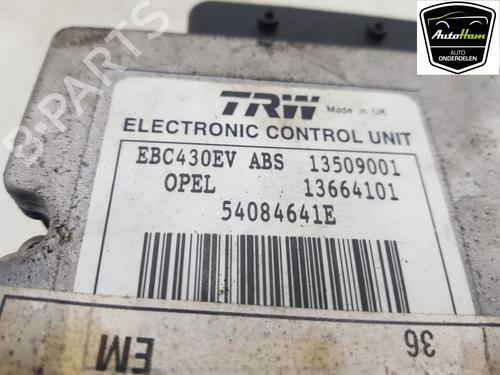 AutoHam
AUTO
ONDERDELEN
B-PARTS
TRW Made in UK
ELECTRONIC CONTROL UNIT
EBC430EV ABS 13509001
OPEL 13664101
54084641E
36
EM